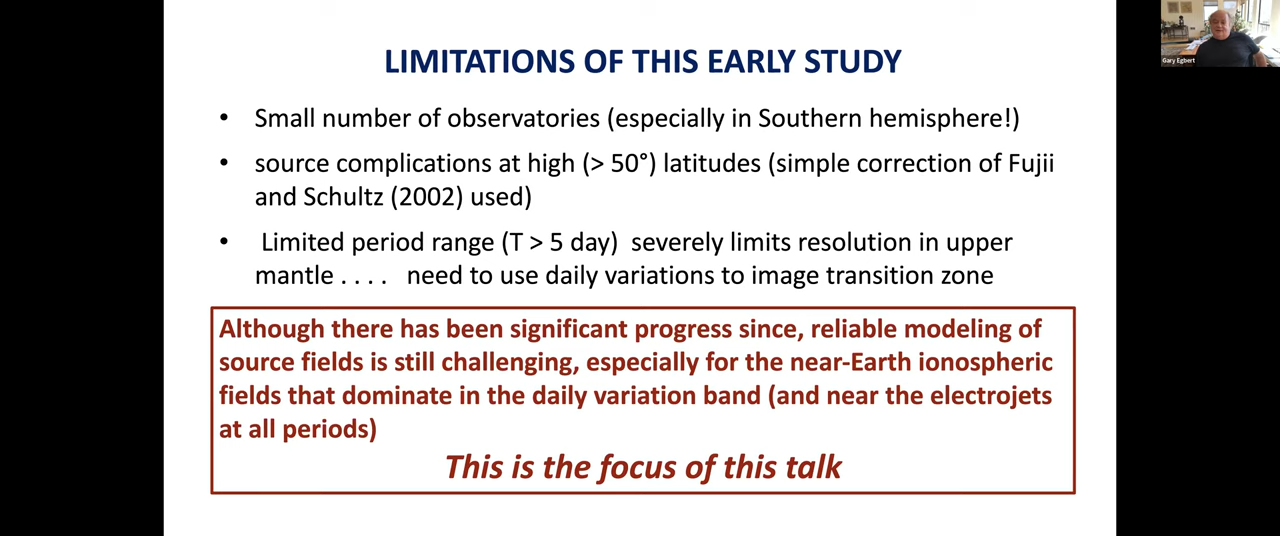 LIMITATIONS OF THIS EARLY STUDY
• Small number of observatories (especially in Southern hemisphere!)
• source complications at high (> 50°) latitudes (simple correction of Fujii
and Schultz (2002) used)
• Limited period range (T > 5 day) severely limits resolution in upper
mantle . . . . need to use daily variations to image transition zone
Although there has been significant progress since, reliable modeling of
source fields is still challenging, especially for the near-Earth ionospheric
fields that dominate in the daily variation band (and near the electrojets
at all periods)
This is the focus of this talk
Gary Egbert